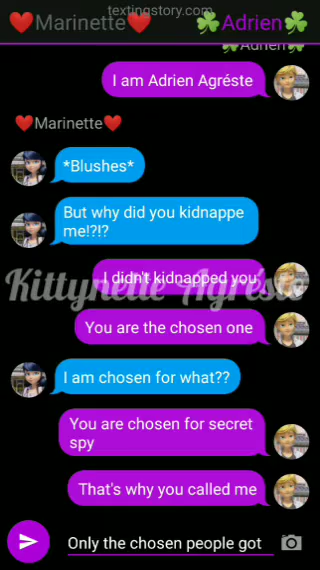 textingstory.com
❤️Marinette❤️ ☘️Adrien☘️
☘️Adrien☘️
I am Adrien Agréste
❤️Marinette❤️
*Blushes*
But why did you kidnappe
me!?!?
I didn't kidnapped you
Kittynette Agréste
You are the chosen one
I am chosen for what??
You are chosen for secret
spy
That's why you called me
Only the chosen people got